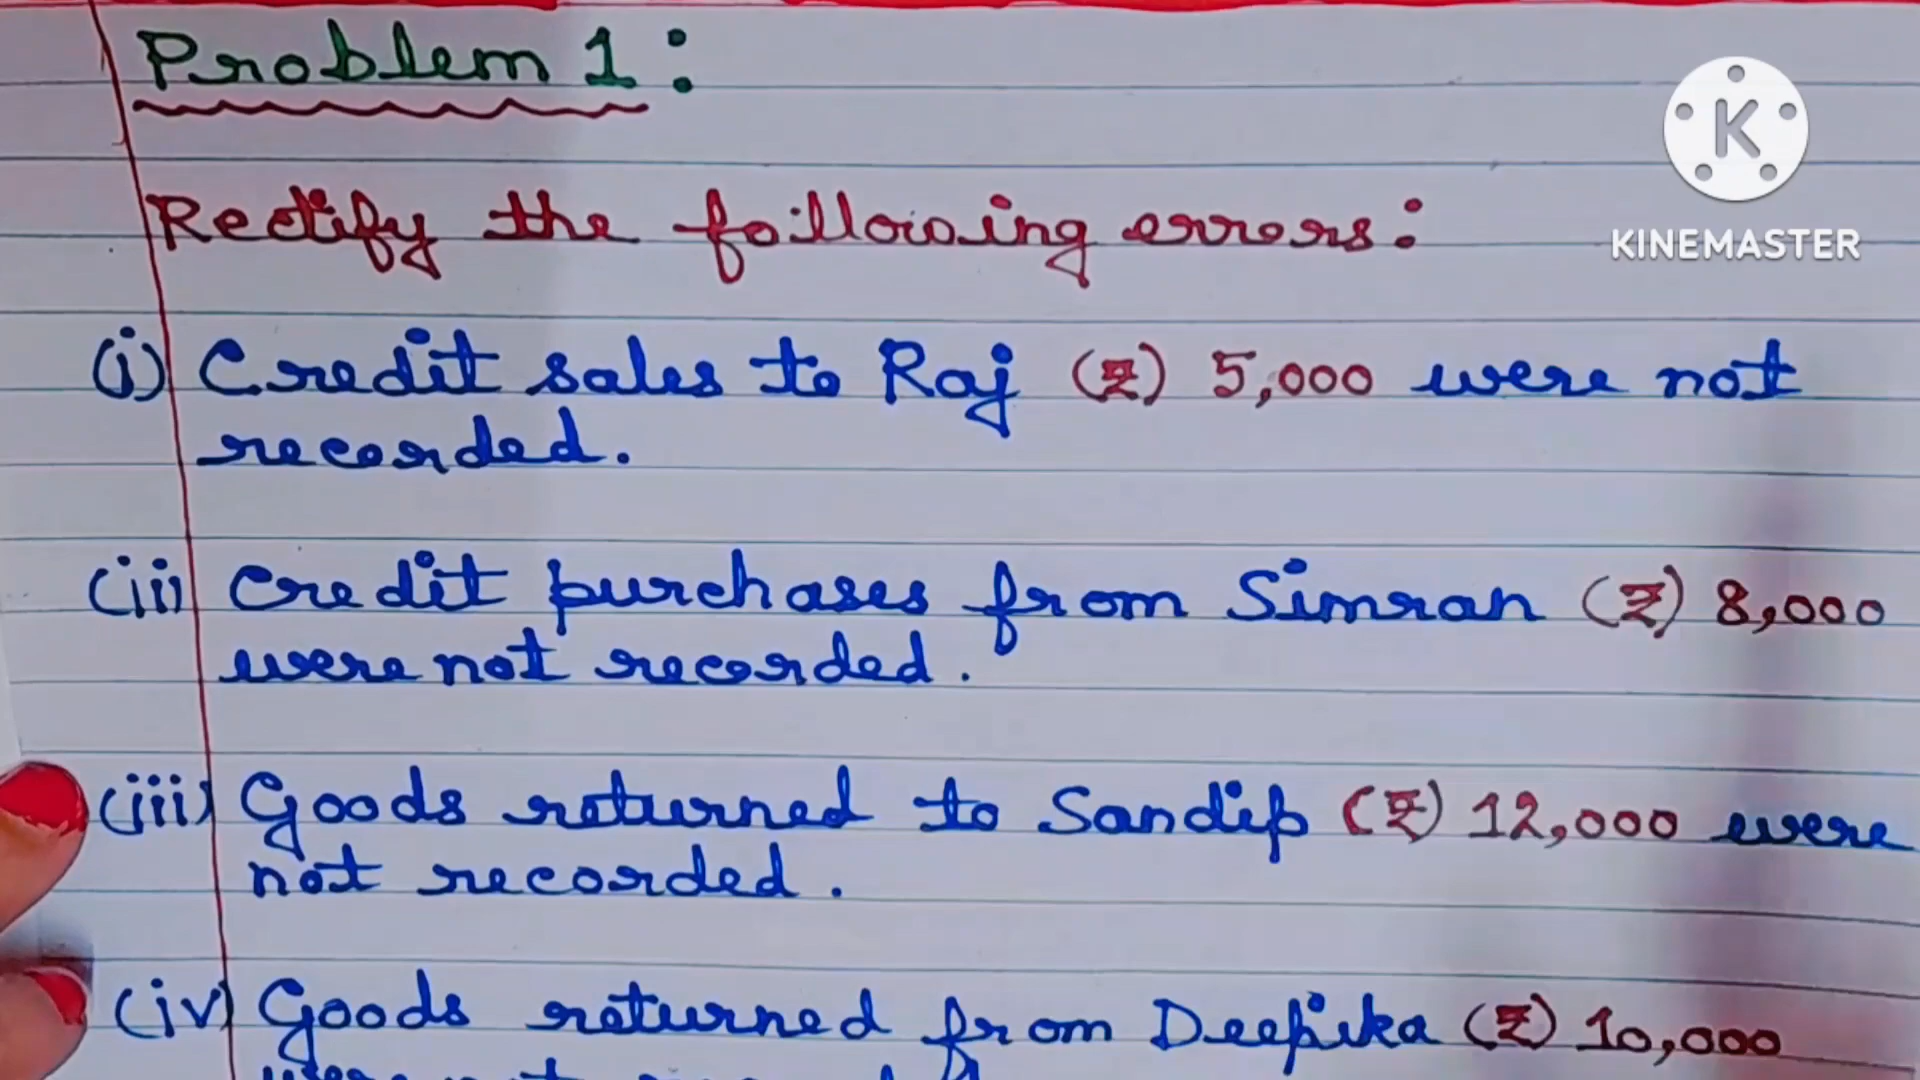 Problem 1:
K
KINEMASTER
Rectify the following errors:
(i) Credit sales to Raj (₹) 5,000 were not
recorded.
(ii) Credit purchases from Simran (₹) 8,000
were not recorded.
(iii) Goods returned to Sandip (₹) 12,000 were
not recorded.
(iv) Goods returned from Deepika (₹) 10,000